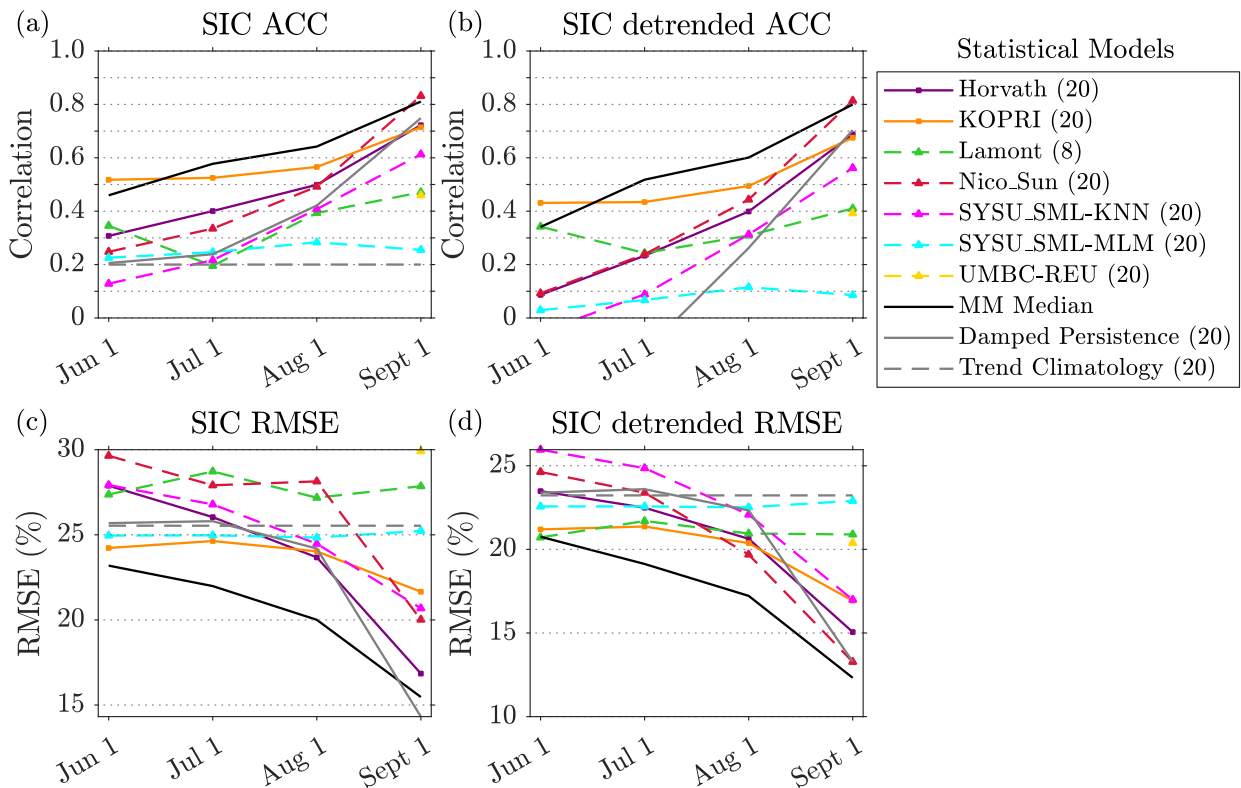 (a) SIC ACC
Correlation
1.0
0.8
0.6
0.4
0.2
0
Jun 1
Jul 1
Aug 1
Sept 1
(b) SIC detrended ACC
Correlation
1.0
0.8
0.6
0.4
0.2
0
Jun 1
Jul 1
Aug 1
Sept 1
Statistical Models
Horvath (20)
KOPRI (20)
Lamont (8)
Nico_Sun (20)
SYSU_SML-KNN (20)
SYSU_SML-MLM (20)
UMBC-REU (20)
MM Median
Damped Persistence (20)
Trend Climatology (20)
(c) SIC RMSE
RMSE (%)
30
25
20
15
Jun 1
Jul 1
Aug 1
Sept 1
(d) SIC detrended RMSE
RMSE (%)
25
20
15
10
Jun 1
Jul 1
Aug 1
Sept 1